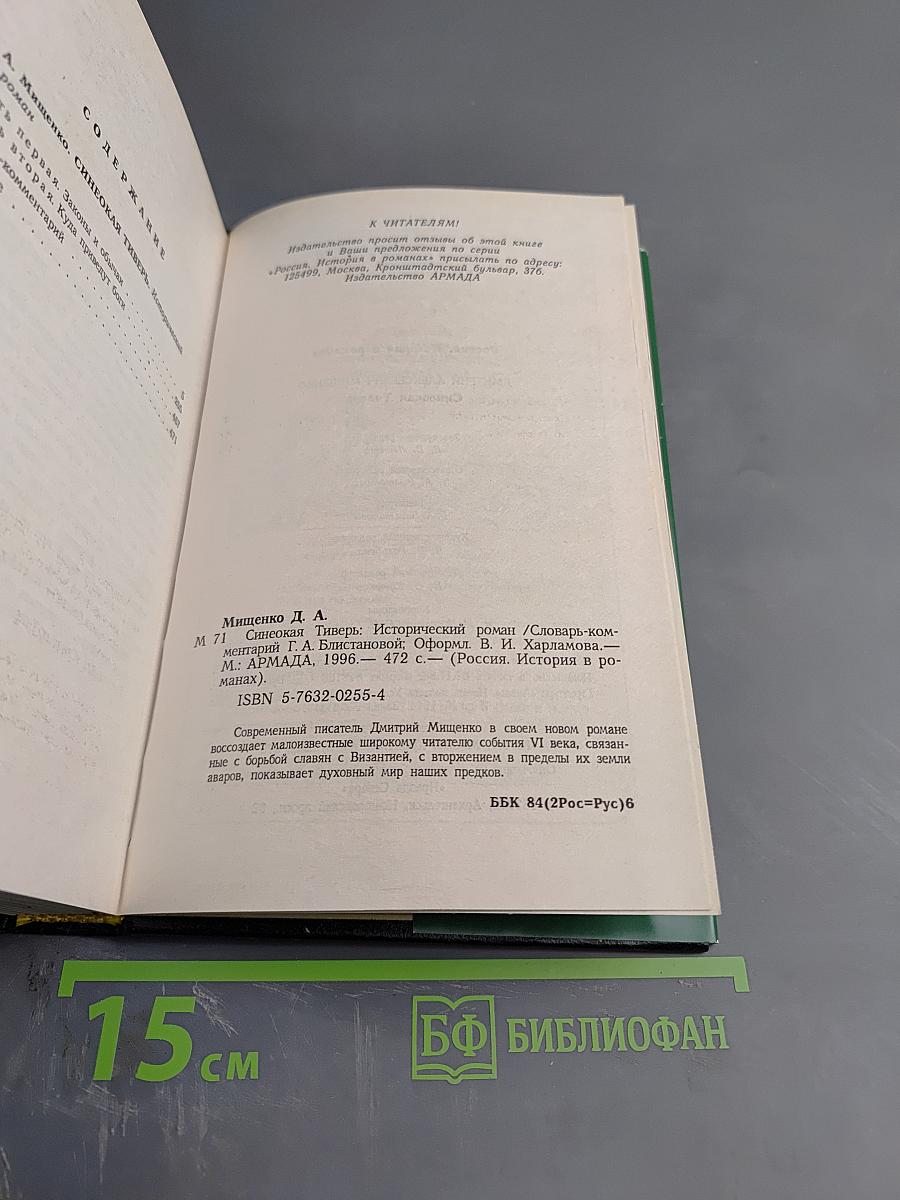 СОДЕРЖАНИЕ
А. Мищенко. СИНЕОКАЯ ТИВЕРЬ. Исторический
роман
первая. Законы и обычаи . . . . 5
вторая. Куда приведут боги . . . .
комментарий . . . . 467
. . . . 471
К ЧИТАТЕЛЯМ!
Издательство просит отзывы об этой книге
и Ваши предложения по серии
«Россия. История в романах» присылать по адресу:
125499, Москва, Кронштадтский бульвар, 37б.
Издательство АРМАДА
Мищенко Д. А.
М 71 Синеокая Тиверь: Исторический роман /Словарь-ком-
ментарий Г. А. Блистановой; Оформл. В. И. Харламова.—
М.: АРМАДА, 1996.— 472 с.— (Россия. История в ро-
манах).
ISBN 5-7632-0255-4
Современный писатель Дмитрий Мищенко в своем новом романе
воссоздает малоизвестные широкому читателю события VI века, связан-
ные с борьбой славян с Византией, с вторжением в пределы их земли
аваров, показывает духовный мир наших предков.
ББК 84(2Рос=Рус)6
15 см
БФ БИБЛИОФАН